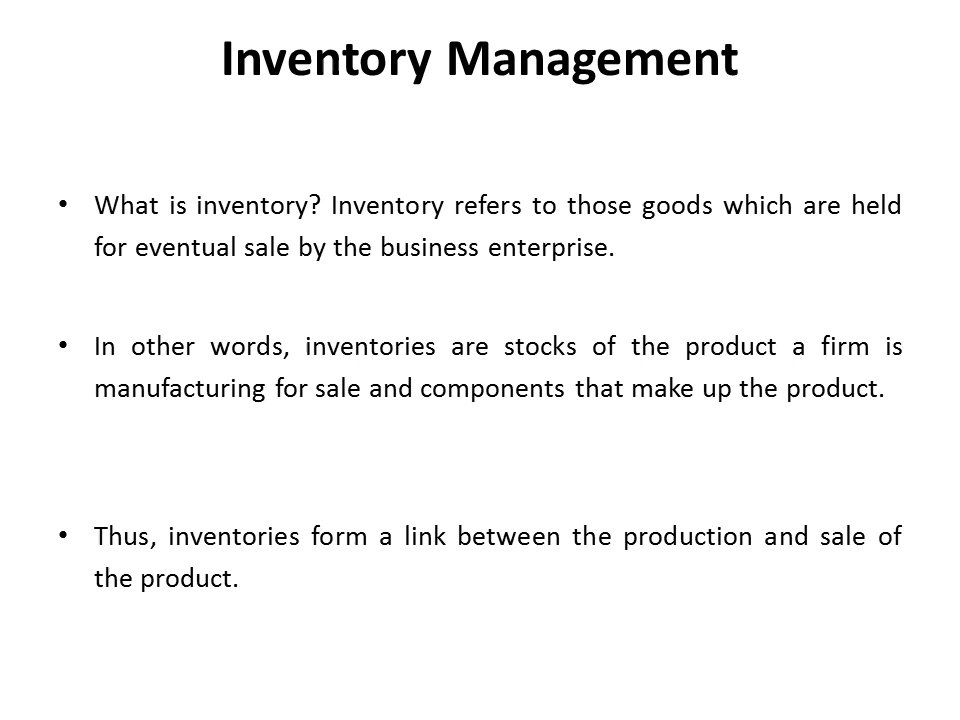 Inventory Management
• What is inventory? Inventory refers to those goods which are held
for eventual sale by the business enterprise.
• In other words, inventories are stocks of the product a firm is
manufacturing for sale and components that make up the product.
• Thus, inventories form a link between the production and sale of
the product.